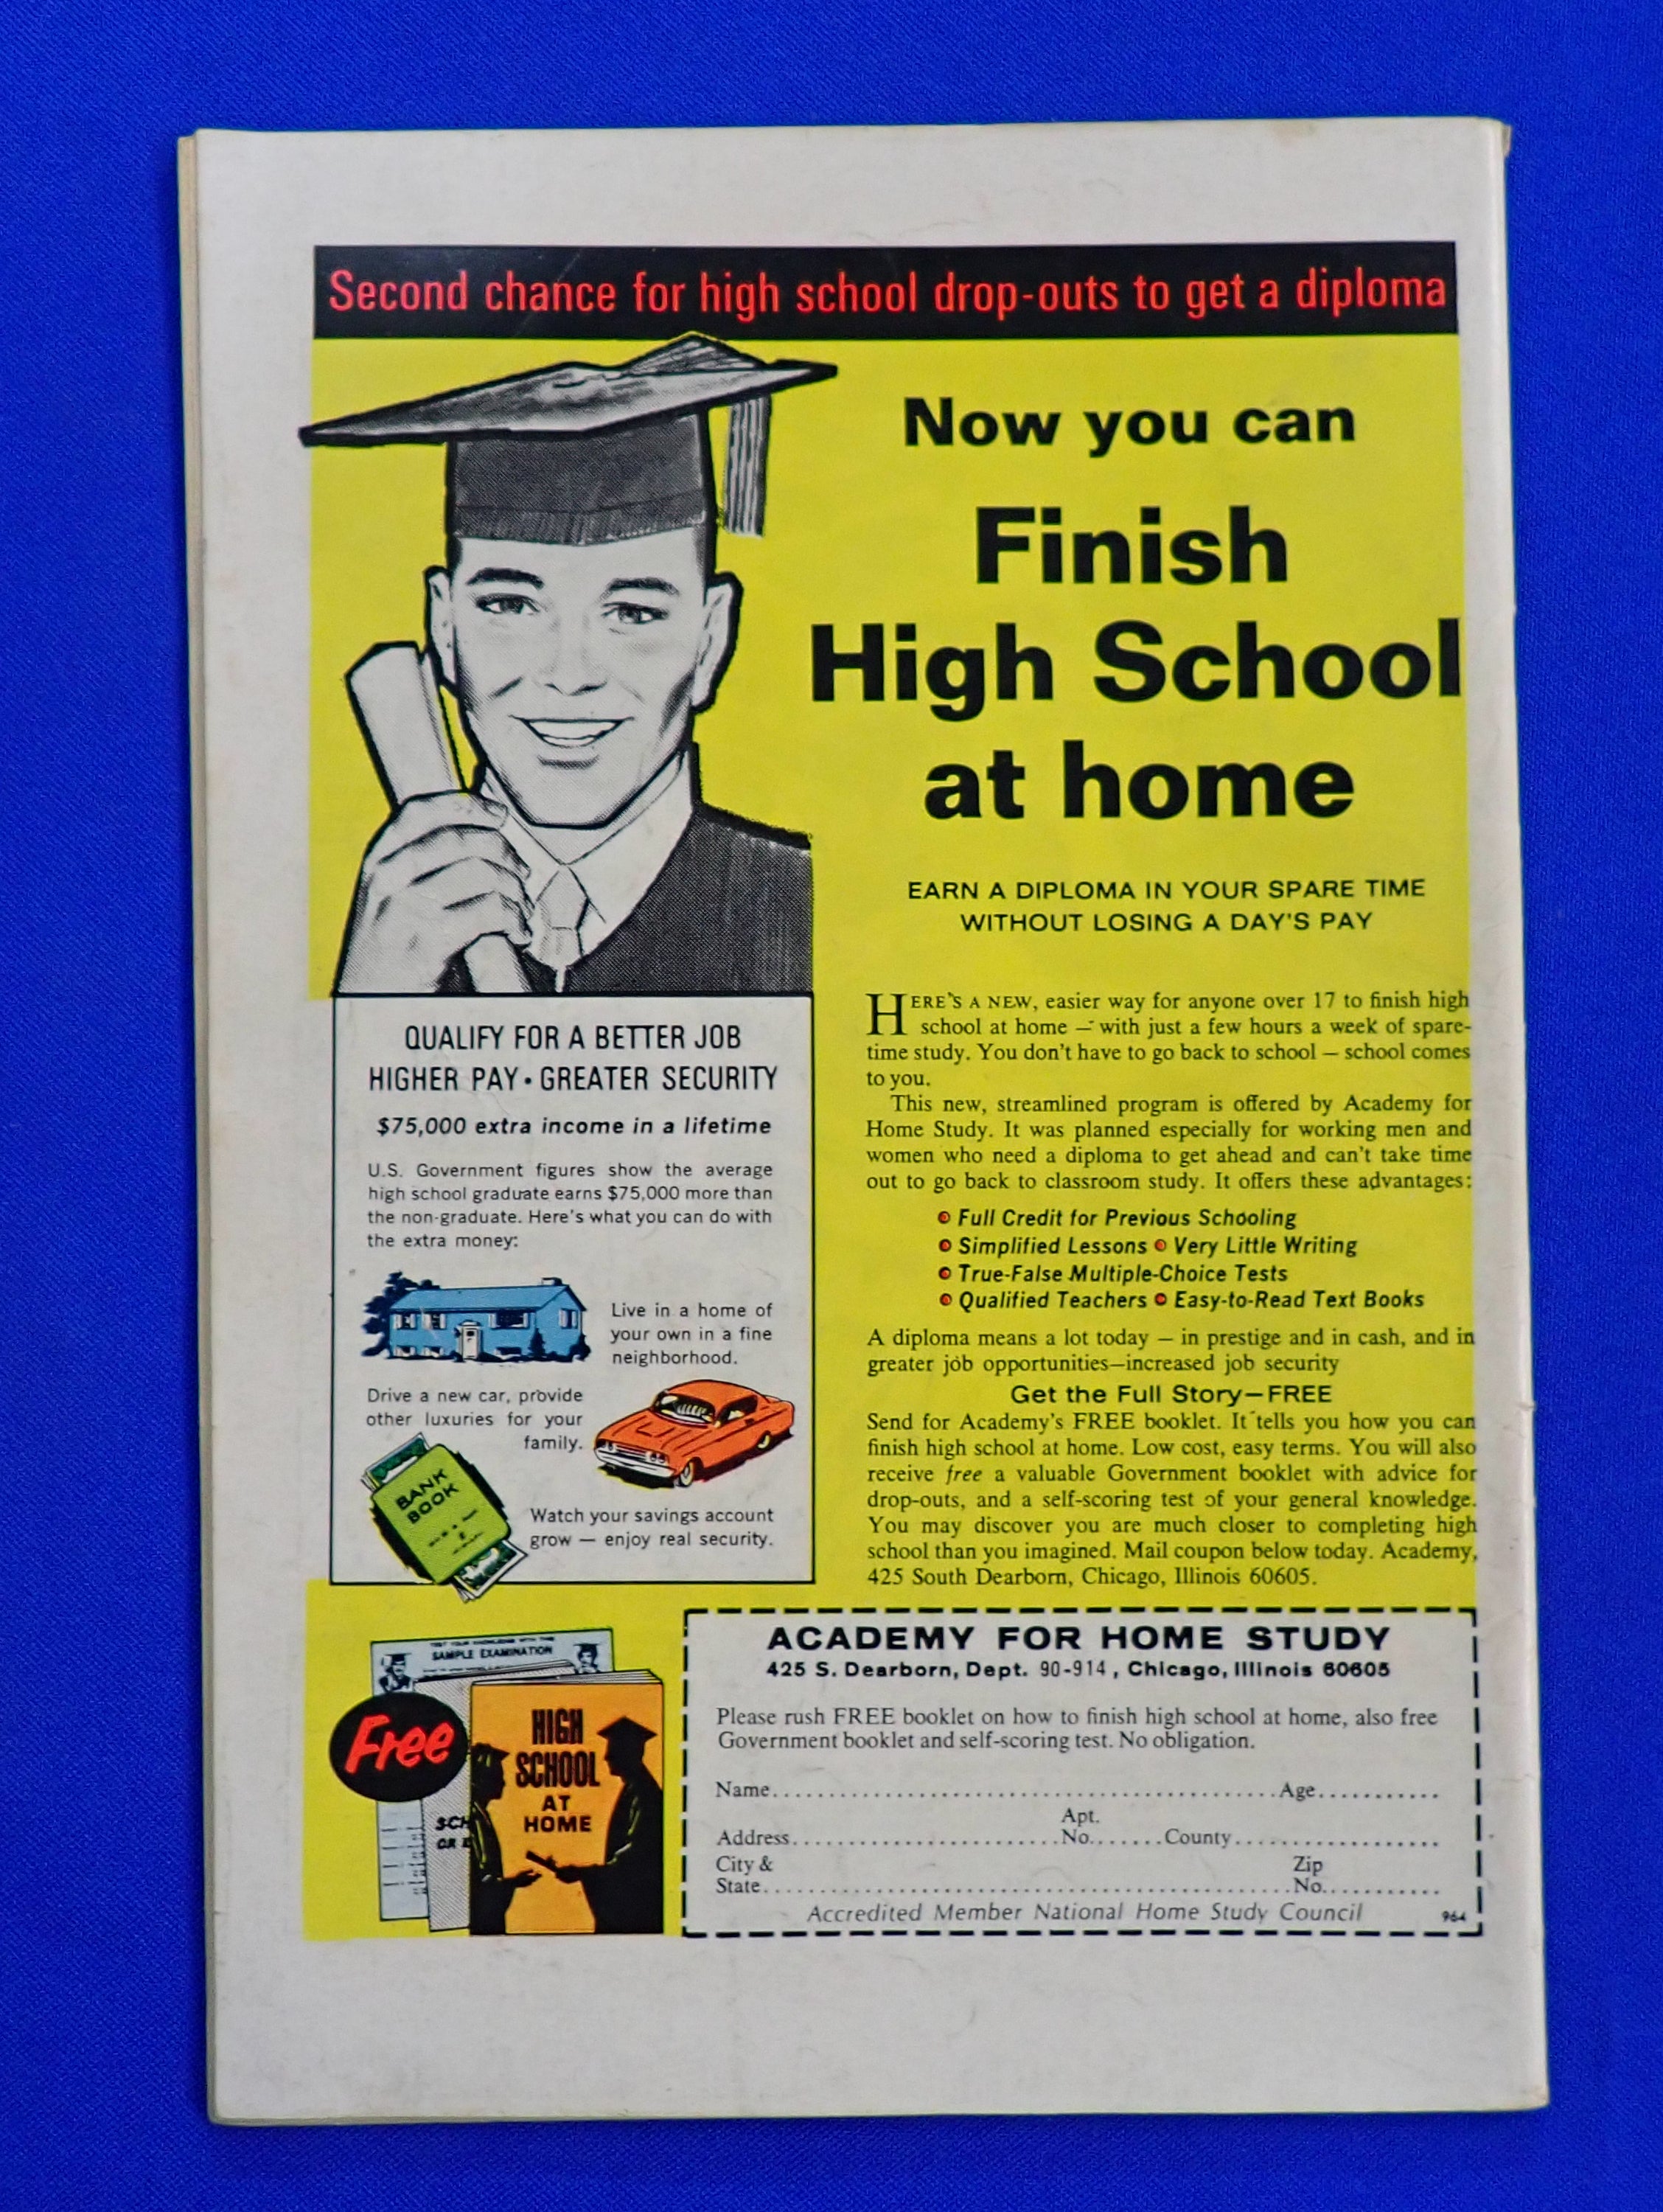 Second chance for high school drop-outs to get a diploma
Now you can
Finish
High School
at home
EARN A DIPLOMA IN YOUR SPARE TIME
WITHOUT LOSING A DAY'S PAY
QUALIFY FOR A BETTER JOB
HIGHER PAY • GREATER SECURITY
$75,000 extra income in a lifetime
U.S. Government figures show the average
high school graduate earns $75,000 more than
the non-graduate. Here's what you can do with
the extra money:
Live in a home of
your own in a fine
neighborhood.
Drive a new car, provide
other luxuries for your
family.
BANK
BOOK
Watch your savings account
grow — enjoy real security.
HERE'S A NEW, easier way for anyone over 17 to finish high
school at home — with just a few hours a week of spare-
time study. You don't have to go back to school — school comes
to you.
This new, streamlined program is offered by Academy for
Home Study. It was planned especially for working men and
women who need a diploma to get ahead and can't take time
out to go back to classroom study. It offers these advantages:
• Full Credit for Previous Schooling
• Simplified Lessons • Very Little Writing
• True-False Multiple-Choice Tests
• Qualified Teachers • Easy-to-Read Text Books
A diploma means a lot today — in prestige and in cash, and in
greater job opportunities—increased job security
Get the Full Story—FREE
Send for Academy's FREE booklet. It tells you how you can
finish high school at home. Low cost, easy terms. You will also
receive free a valuable Government booklet with advice for
drop-outs, and a self-scoring test of your general knowledge.
You may discover you are much closer to completing high
school than you imagined. Mail coupon below today. Academy,
425 South Dearborn, Chicago, Illinois 60605.
TEST YOUR KNOWLEDGE WITH THIS
SAMPLE EXAMINATION
Free
SCH
OR
HIGH
SCHOOL
AT
HOME
ACADEMY FOR HOME STUDY
425 S. Dearborn, Dept. 90-914, Chicago, Illinois 60605
Please rush FREE booklet on how to finish high school at home, also free
Government booklet and self-scoring test. No obligation.
Name.............................................................Age............
Apt.
Address................................No.......County.....................
City & Zip
State...........................................................No............
Accredited Member National Home Study Council 964